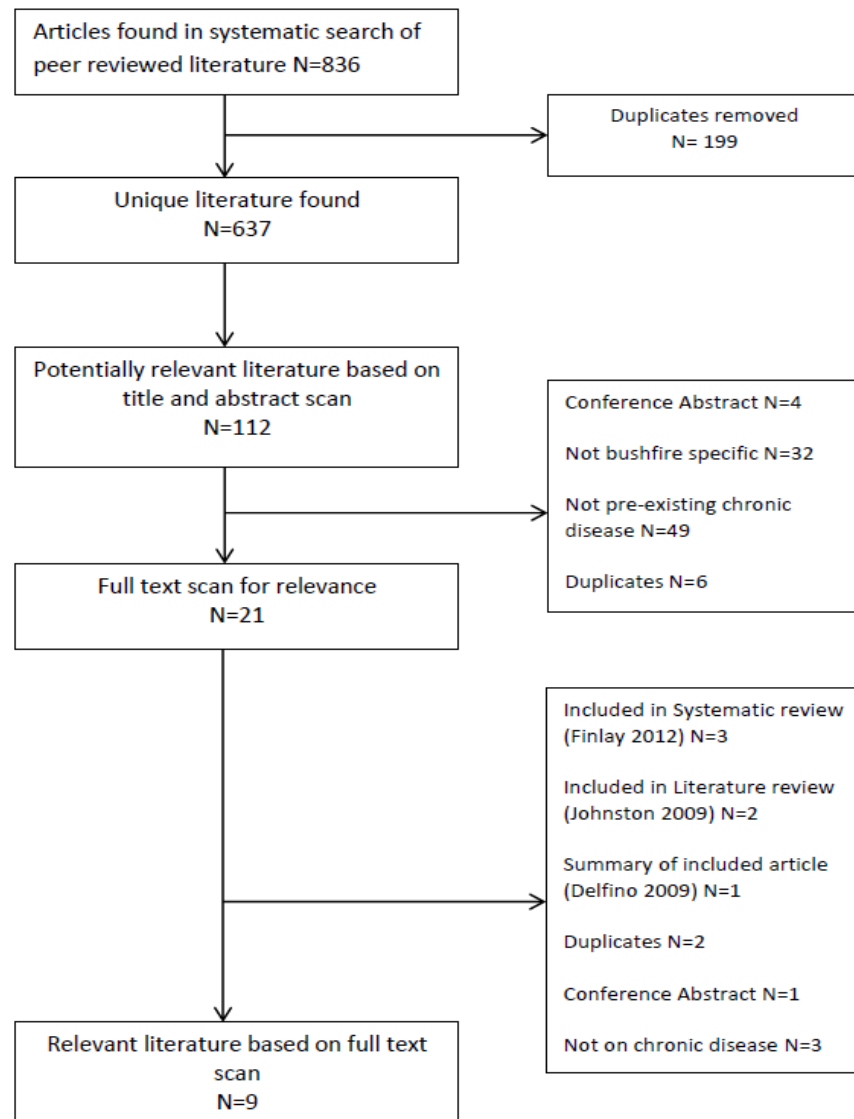 Articles found in systematic search of
peer reviewed literature N=836
Duplicates removed
N= 199
Unique literature found
N=637
Potentially relevant literature based on
title and abstract scan
N=112
Conference Abstract N=4
Not bushfire specific N=32
Not pre-existing chronic
disease N=49
Duplicates N=6
Full text scan for relevance
N=21
Included in Systematic review
(Finlay 2012) N=3
Included in Literature review
(Johnston 2009) N=2
Summary of included article
(Delfino 2009) N=1
Duplicates N=2
Conference Abstract N=1
Not on chronic disease N=3
Relevant literature based on full text
scan
N=9